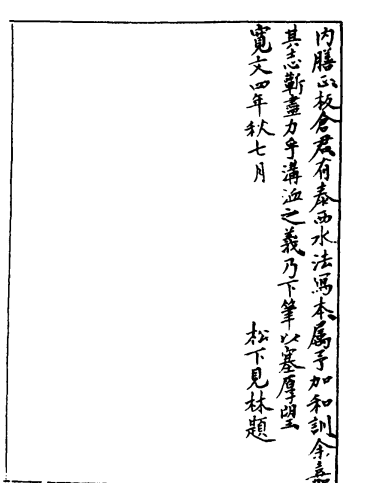 内膳正板倉君有泰西水法寫本属予加和訓余嘉
其志蘄盡力乎溝洫之義乃下筆以塞厚望
寛文四年秋七月 松下見林題